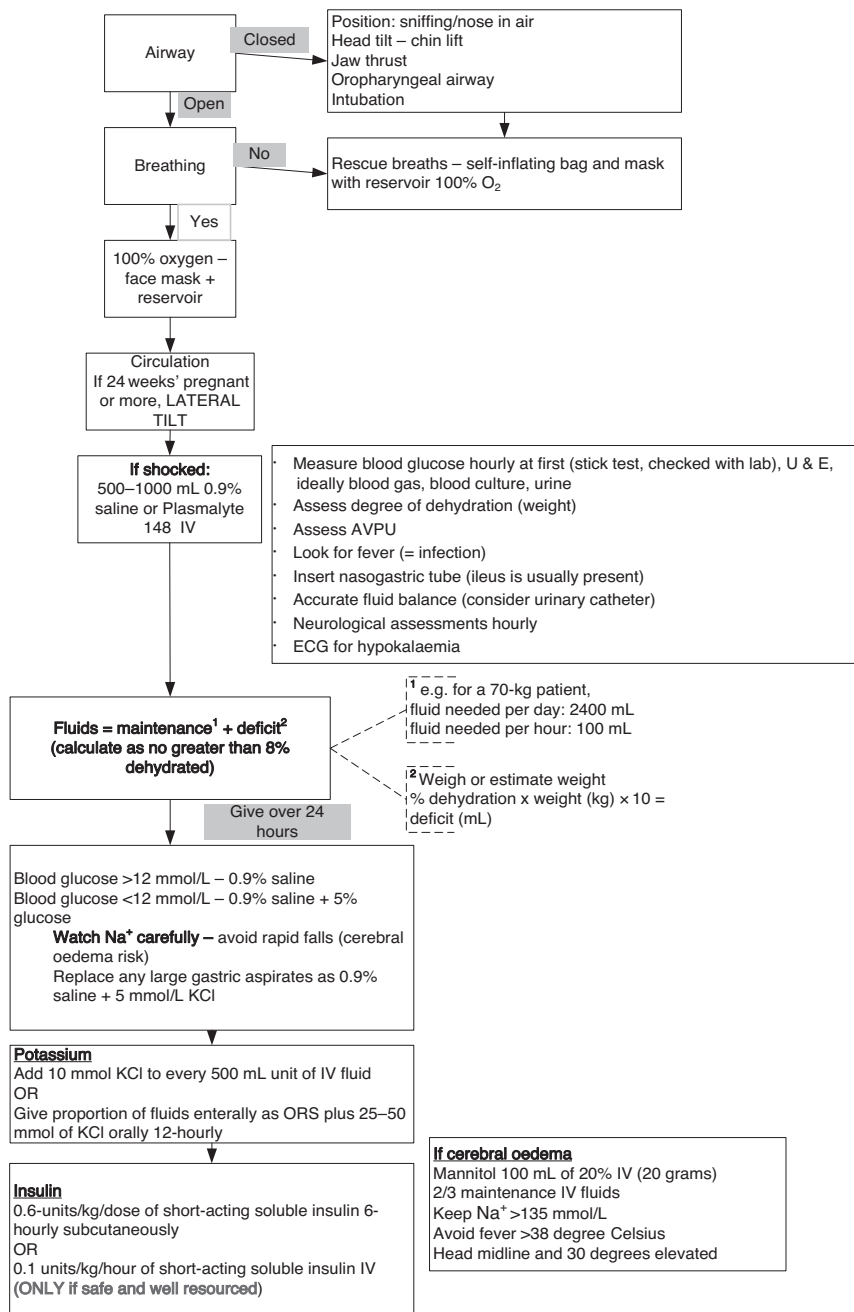 Airway
Closed
Position: sniffing/nose in air
Head tilt – chin lift
Jaw thrust
Oropharyngeal airway
Intubation
Open
Breathing
No
Rescue breaths – self-inflating bag and mask
with reservoir 100% O₂
Yes
100% oxygen –
face mask +
reservoir
Circulation
If 24 weeks' pregnant
or more, LATERAL
TILT
If shocked:
500–1000 mL 0.9%
saline or Plasmalyte
148 IV
· Measure blood glucose hourly at first (stick test, checked with lab), U & E,
ideally blood gas, blood culture, urine
· Assess degree of dehydration (weight)
· Assess AVPU
· Look for fever (= infection)
· Insert nasogastric tube (ileus is usually present)
· Accurate fluid balance (consider urinary catheter)
· Neurological assessments hourly
· ECG for hypokalaemia
Fluids = maintenance¹ + deficit²
(calculate as no greater than 8%
dehydrated)
¹ e.g. for a 70-kg patient,
fluid needed per day: 2400 mL
fluid needed per hour: 100 mL
² Weigh or estimate weight
% dehydration x weight (kg) × 10 =
deficit (mL)
Give over 24
hours
Blood glucose >12 mmol/L – 0.9% saline
Blood glucose <12 mmol/L – 0.9% saline + 5%
glucose
Watch Na⁺ carefully – avoid rapid falls (cerebral
oedema risk)
Replace any large gastric aspirates as 0.9%
saline + 5 mmol/L KCl
Potassium
Add 10 mmol KCl to every 500 mL unit of IV fluid
OR
Give proportion of fluids enterally as ORS plus 25–50
mmol of KCl orally 12-hourly
Insulin
0.6-units/kg/dose of short-acting soluble insulin 6-
hourly subcutaneously
OR
0.1 units/kg/hour of short-acting soluble insulin IV
(ONLY if safe and well resourced)
If cerebral oedema
Mannitol 100 mL of 20% IV (20 grams)
2/3 maintenance IV fluids
Keep Na⁺ >135 mmol/L
Avoid fever >38 degree Celsius
Head midline and 30 degrees elevated